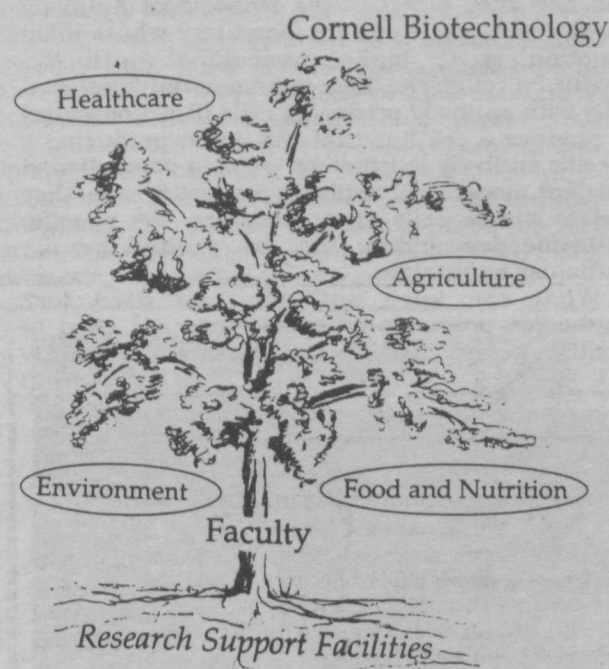 Cornell Biotechnology
Healthcare
Agriculture
Environment
Food and Nutrition
Faculty
Research Support Facilities